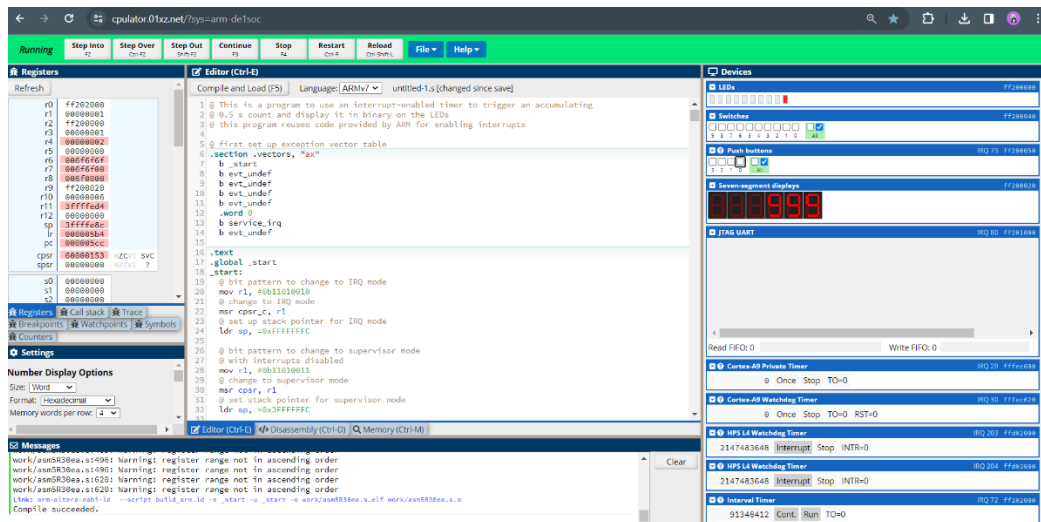 cpulator.01xz.net/?sys=arm-de1soc
Running
Step Into
F2
Step Over
Ctrl-F2
Step Out
Shift-F2
Continue
F3
Stop
F4
Restart
Ctrl-R
Reload
Ctrl-Shift-L
File
Help
Registers
Refresh
r0 ff202000
r1 00000001
r2 ff200000
r3 00000001
r4 00000002
r5 00000000
r6 006f6f6f
r7 006f6f00
r8 006f0000
r9 ff200020
r10 00000006
r11 3ffffed4
r12 00000000
sp 3ffffe8c
lr 000005b4
pc 000005cc
cpsr 60000153 NZCVI SVC
spsr 00000000 NZCVI ?
s0 00000000
s1 00000000
s2 00000000
Registers Call stack Trace
Breakpoints Watchpoints Symbols
Counters
Settings
Number Display Options
Size: Word
Format: Hexadecimal
Memory words per row: 4
Editor (Ctrl-E)
Compile and Load (F5) Language: ARMv7 untitled-1.s [changed since save]
1 @ This is a program to use an interrupt-enabled timer to trigger an accumulating
2 @ 0.5 s count and display it in binary on the LEDs
3 @ this program reuses code provided by ARM for enabling interrupts
4
5 @ first set up exception vector table
6 .section .vectors, "ax"
7 b _start
8 b evt_undef
9 b evt_undef
10 b evt_undef
11 b evt_undef
12 .word 0
13 b service_irq
14 b evt_undef
15
16 .text
17 .global _start
18 _start:
19 @ bit pattern to change to IRQ mode
20 mov r1, #0b11010010
21 @ change to IRQ mode
22 msr cpsr_c, r1
23 @ set up stack pointer for IRQ mode
24 ldr sp, =0xFFFFFFFC
25
26 @ bit pattern to change to supervisor mode
27 @ with interrupts disabled
28 mov r1, #0b11010011
29 @ change to supervisor mode
30 msr cpsr, r1
31 @ set stack pointer for supervisor mode
32 ldr sp, =0x3FFFFFFC
33
Editor (Ctrl-E) Disassembly (Ctrl-D) Memory (Ctrl-M)
Messages
work/asm5R30ea.s:496: Warning: register range not in ascending order
work/asm5R30ea.s:620: Warning: register range not in ascending order
work/asm5R30ea.s:620: Warning: register range not in ascending order
Link: arm-altera-eabi-ld --script build_arm.ld -e _start -u _start -o work/asm5R30ea.s.elf work/asm5R30ea.s.o
Compile succeeded.
Clear
Devices
LEDs ff200000
Switches ff200040
9 8 7 6 5 4 3 2 1 0 All
Push buttons IRQ 73 ff200050
3 2 1 0 All
Seven-segment displays ff200020
999
JTAG UART IRQ 80 ff201000
Read FIFO: 0 Write FIFO: 0
Cortex-A9 Private Timer IRQ 29 fffec600
0 Once Stop TO=0
Cortex-A9 Watchdog Timer IRQ 30 fffec620
0 Once Stop TO=0 RST=0
HPS L4 Watchdog Timer IRQ 203 ffd02000
2147483648 Interrupt Stop INTR=0
HPS L4 Watchdog Timer IRQ 204 ffd03000
2147483648 Interrupt Stop INTR=0
Interval Timer IRQ 72 ff202000
91348412 Cont. Run TO=0